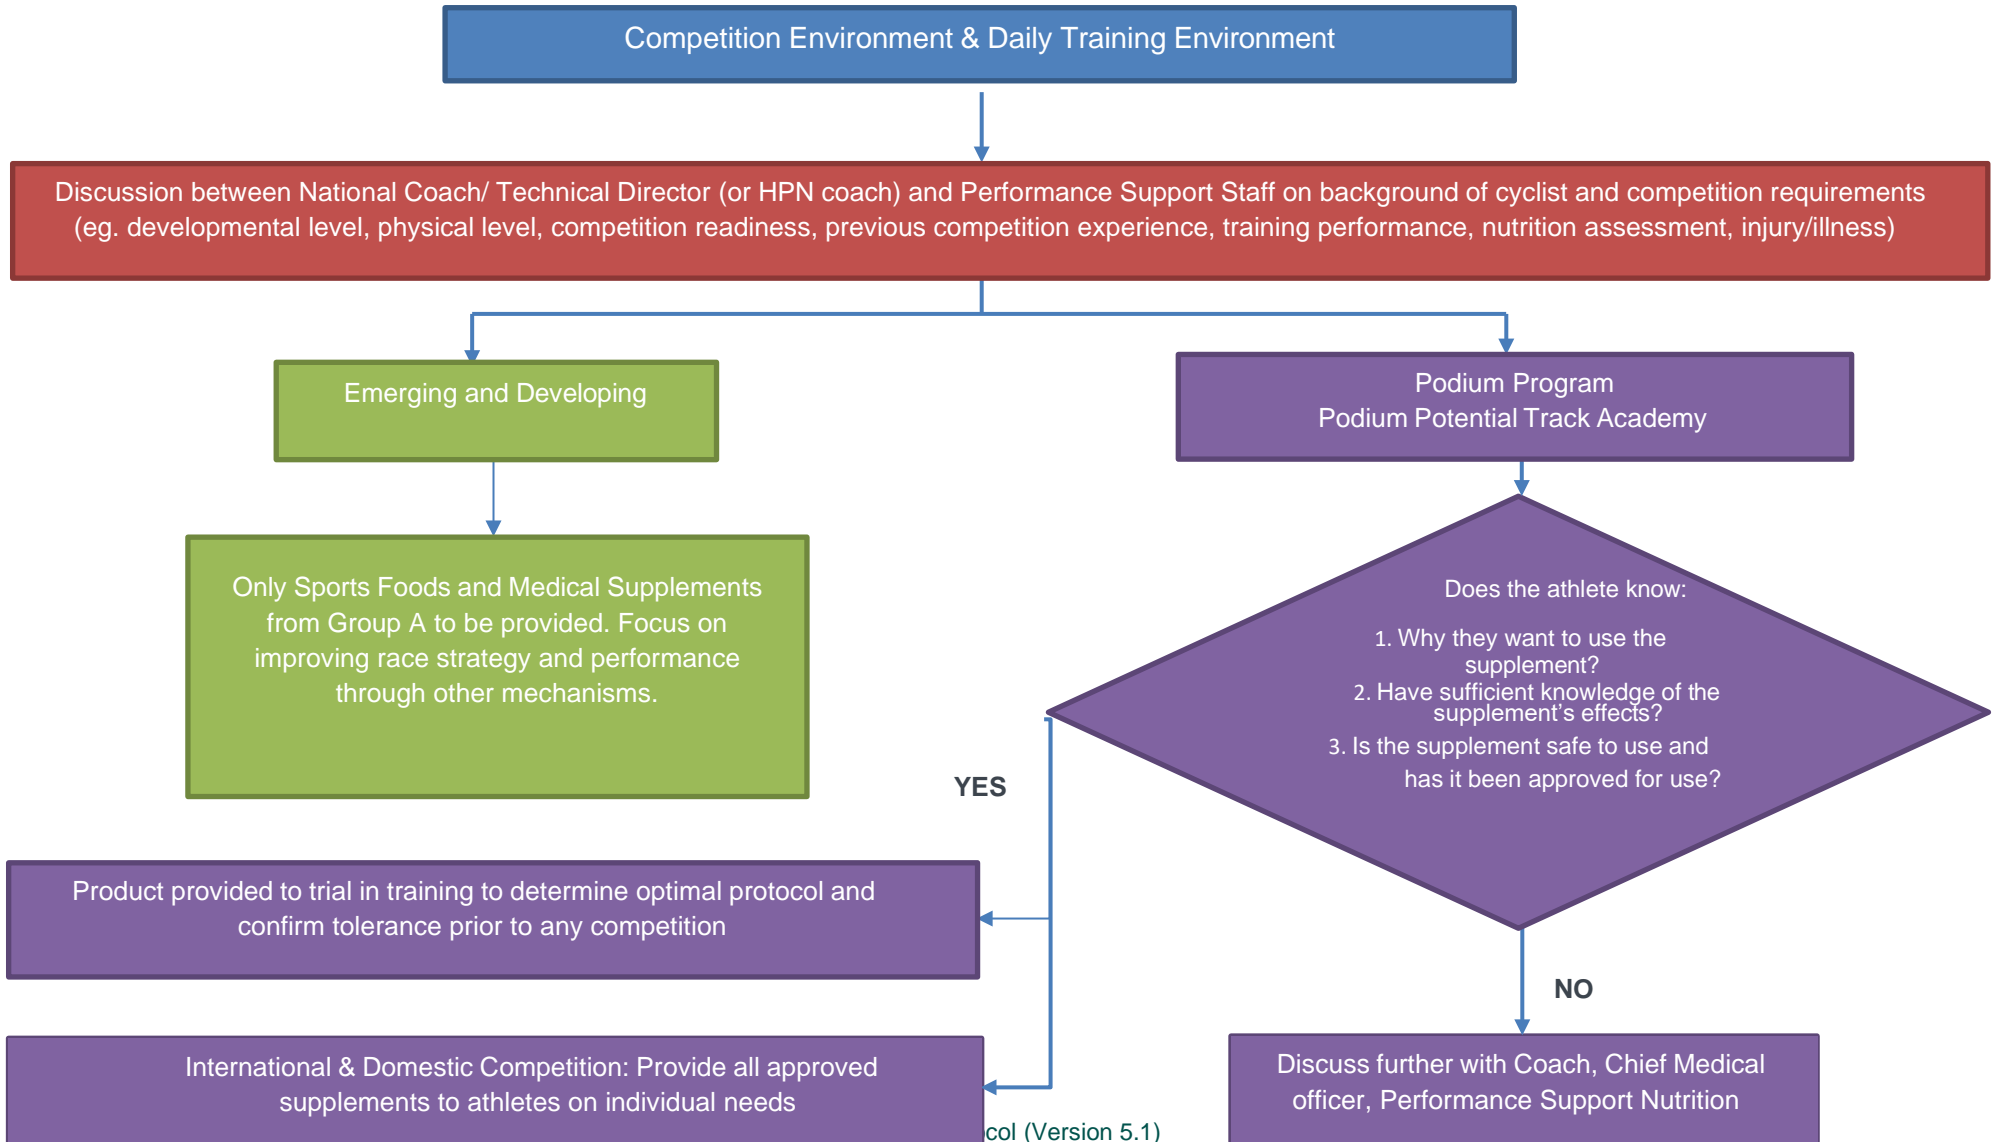 Competition Environment & Daily Training Environment
Discussion between National Coach/ Technical Director (or HPN coach) and Performance Support Staff on background of cyclist and competition requirements
(eg. developmental level, physical level, competition readiness, previous competition experience, training performance, nutrition assessment, injury/illness)
Emerging and Developing
Podium Program
Podium Potential Track Academy
Only Sports Foods and Medical Supplements
from Group A to be provided. Focus on
improving race strategy and performance
through other mechanisms.
Does the athlete know:
1. Why they want to use the
supplement?
2. Have sufficient knowledge of the
supplement’s effects?
3. Is the supplement safe to use and
has it been approved for use?
YES
Product provided to trial in training to determine optimal protocol and
confirm tolerance prior to any competition
NO
International & Domestic Competition: Provide all approved
supplements to athletes on individual needs
Discuss further with Coach, Chief Medical
officer, Performance Support Nutrition
(Version 5.1)